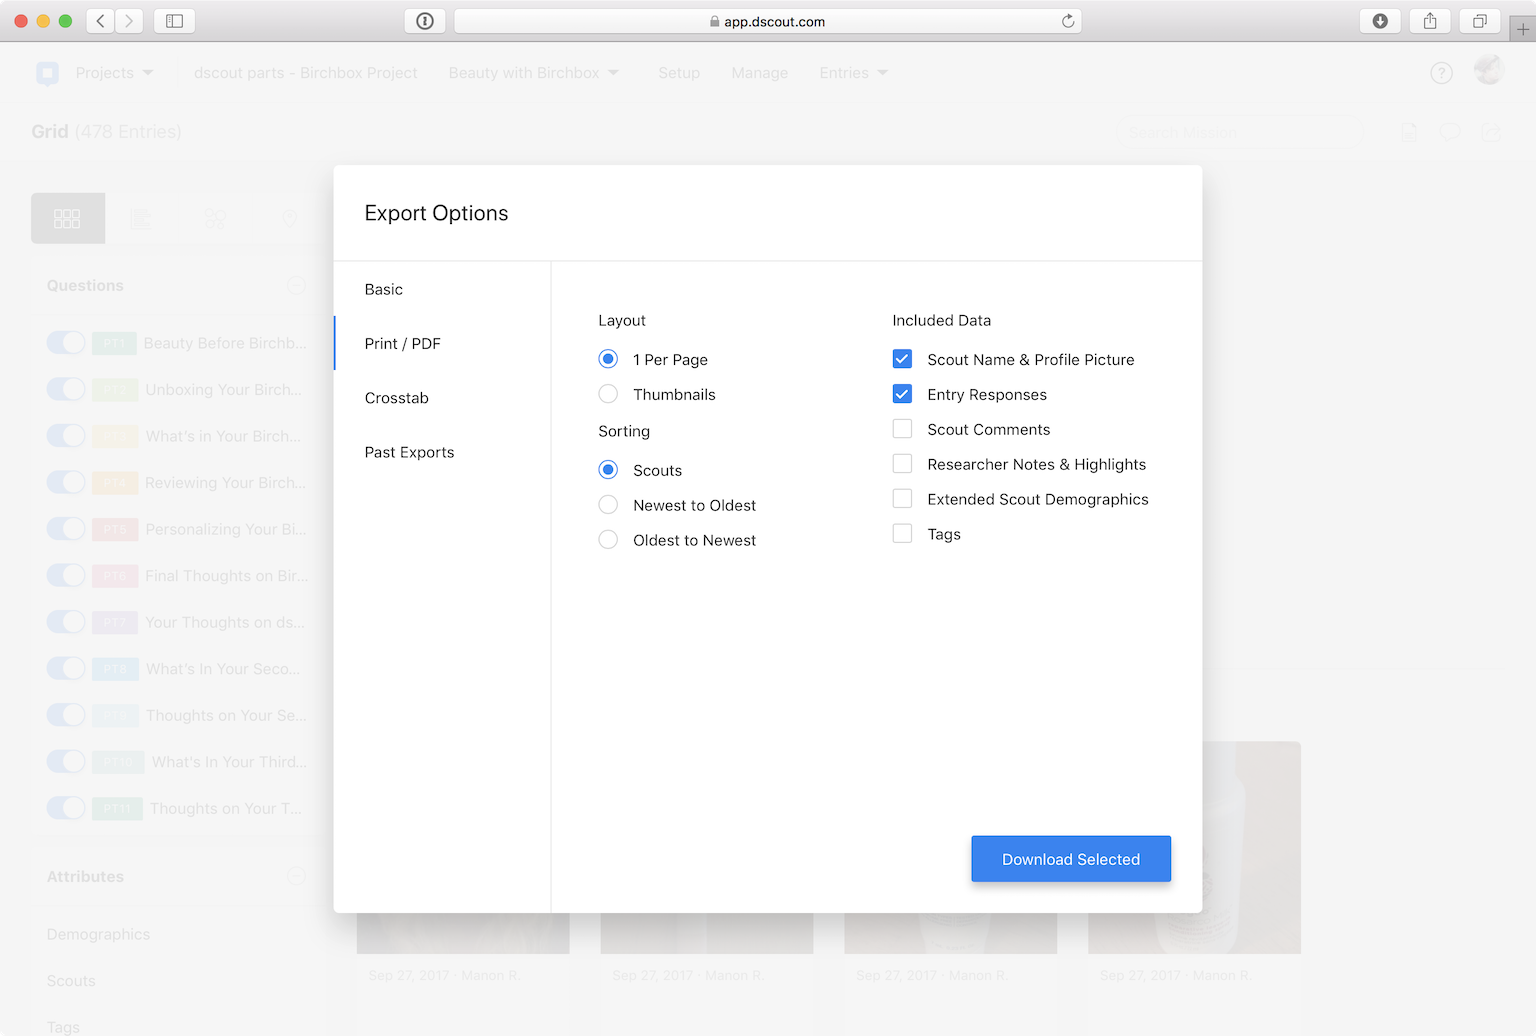 app.dscout.com
Projects
dscout parts - Birchbox Project
Beauty with Birchbox
Setup
Manage
Entries
?
Grid (478 Entries)
Search Mission
Export Options
Basic
Print / PDF
Crosstab
Past Exports
Layout
1 Per Page
Thumbnails
Sorting
Scouts
Newest to Oldest
Oldest to Newest
Included Data
Scout Name & Profile Picture
Entry Responses
Scout Comments
Researcher Notes & Highlights
Extended Scout Demographics
Tags
Download Selected
Questions
PT1 Beauty Before Birchb...
PT2 Unboxing Your Birch...
PT3 What's in Your Birch...
PT4 Reviewing Your Birch...
PT5 Personalizing Your Bi...
PT6 Final Thoughts on Bir...
PT7 Your Thoughts on ds...
PT8 What's In Your Seco...
PT9 Thoughts on Your Se...
PT10 What's In Your Third...
PT11 Thoughts on Your T...
Attributes
Demographics
Scouts
Tags
Sep 27, 2017 · Manon R.
Sep 27, 2017 · Manon R.
Sep 27, 2017 · Manon R.
Sep 27, 2017 · Manon R.